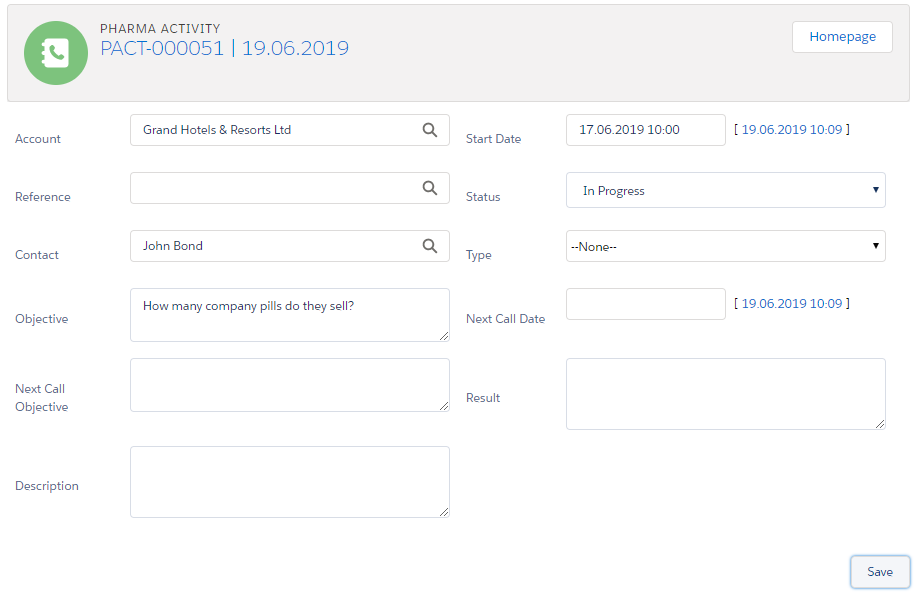 PHARMA ACTIVITY
PACT-000051 | 19.06.2019
Homepage
Account
Grand Hotels & Resorts Ltd
Start Date
17.06.2019 10:00
[ 19.06.2019 10:09 ]
Reference
Status
In Progress
Contact
John Bond
Type
--None--
Objective
How many company pills do they sell?
Next Call Date
[ 19.06.2019 10:09 ]
Next Call
Objective
Result
Description
Save